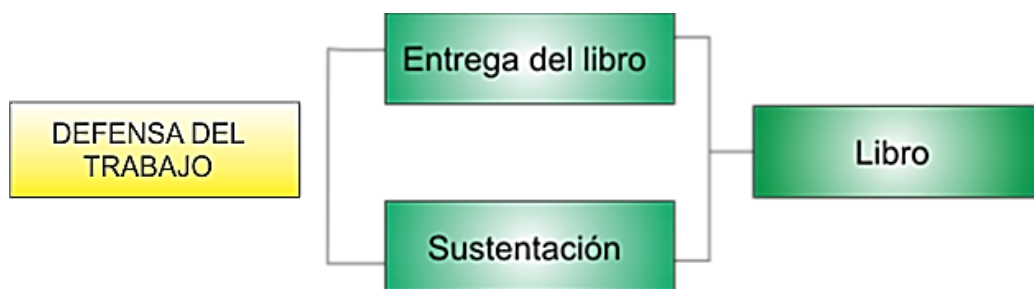 Entrega del libro
DEFENSA DEL
TRABAJO
Libro
Sustentación